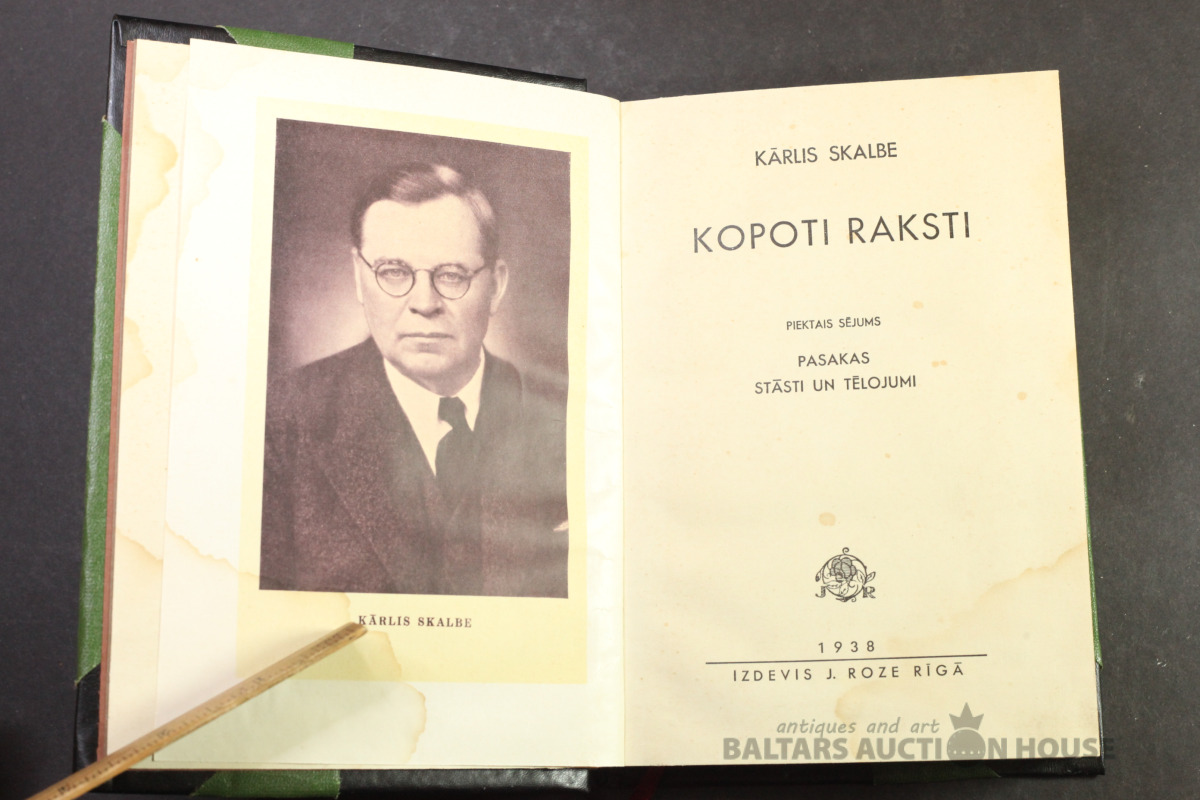 KĀRLIS SKALBE
KĀRLIS SKALBE
KOPOTI RAKSTI
PIEKTAIS SĒJUMS
PASAKAS
STĀSTI UN TĒLOJUMI
J R
1938
IZDEVIS J. ROZE RĪGĀ
antiques and art
BALTARS AUCTION HOUSE